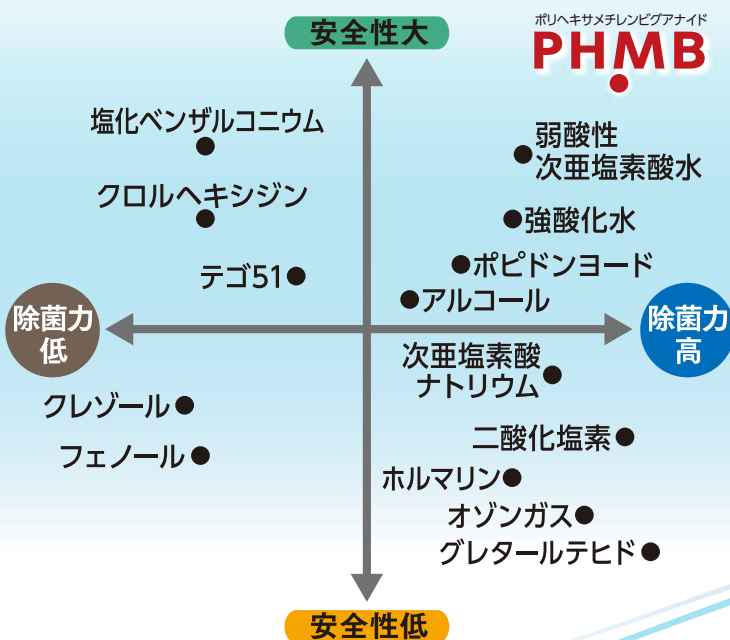 安全性大
ポリヘキサメチレンビグアナイド
PHMB
塩化ベンザルコニウム
弱酸性
次亜塩素酸水
クロルヘキシジン
強酸化水
テゴ51
ポピドンヨード
アルコール
除菌力
低
除菌力
高
次亜塩素酸
ナトリウム
クレゾール
二酸化塩素
フェノール
ホルマリン
オゾンガス
グレタールテヒド
安全性低